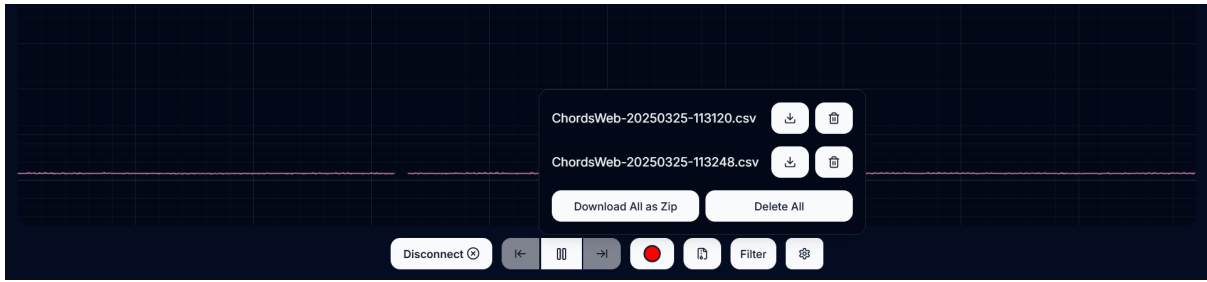 ChordsWeb-20250325-113120.csv
ChordsWeb-20250325-113248.csv
Download All as Zip Delete All
Disconnect Filter